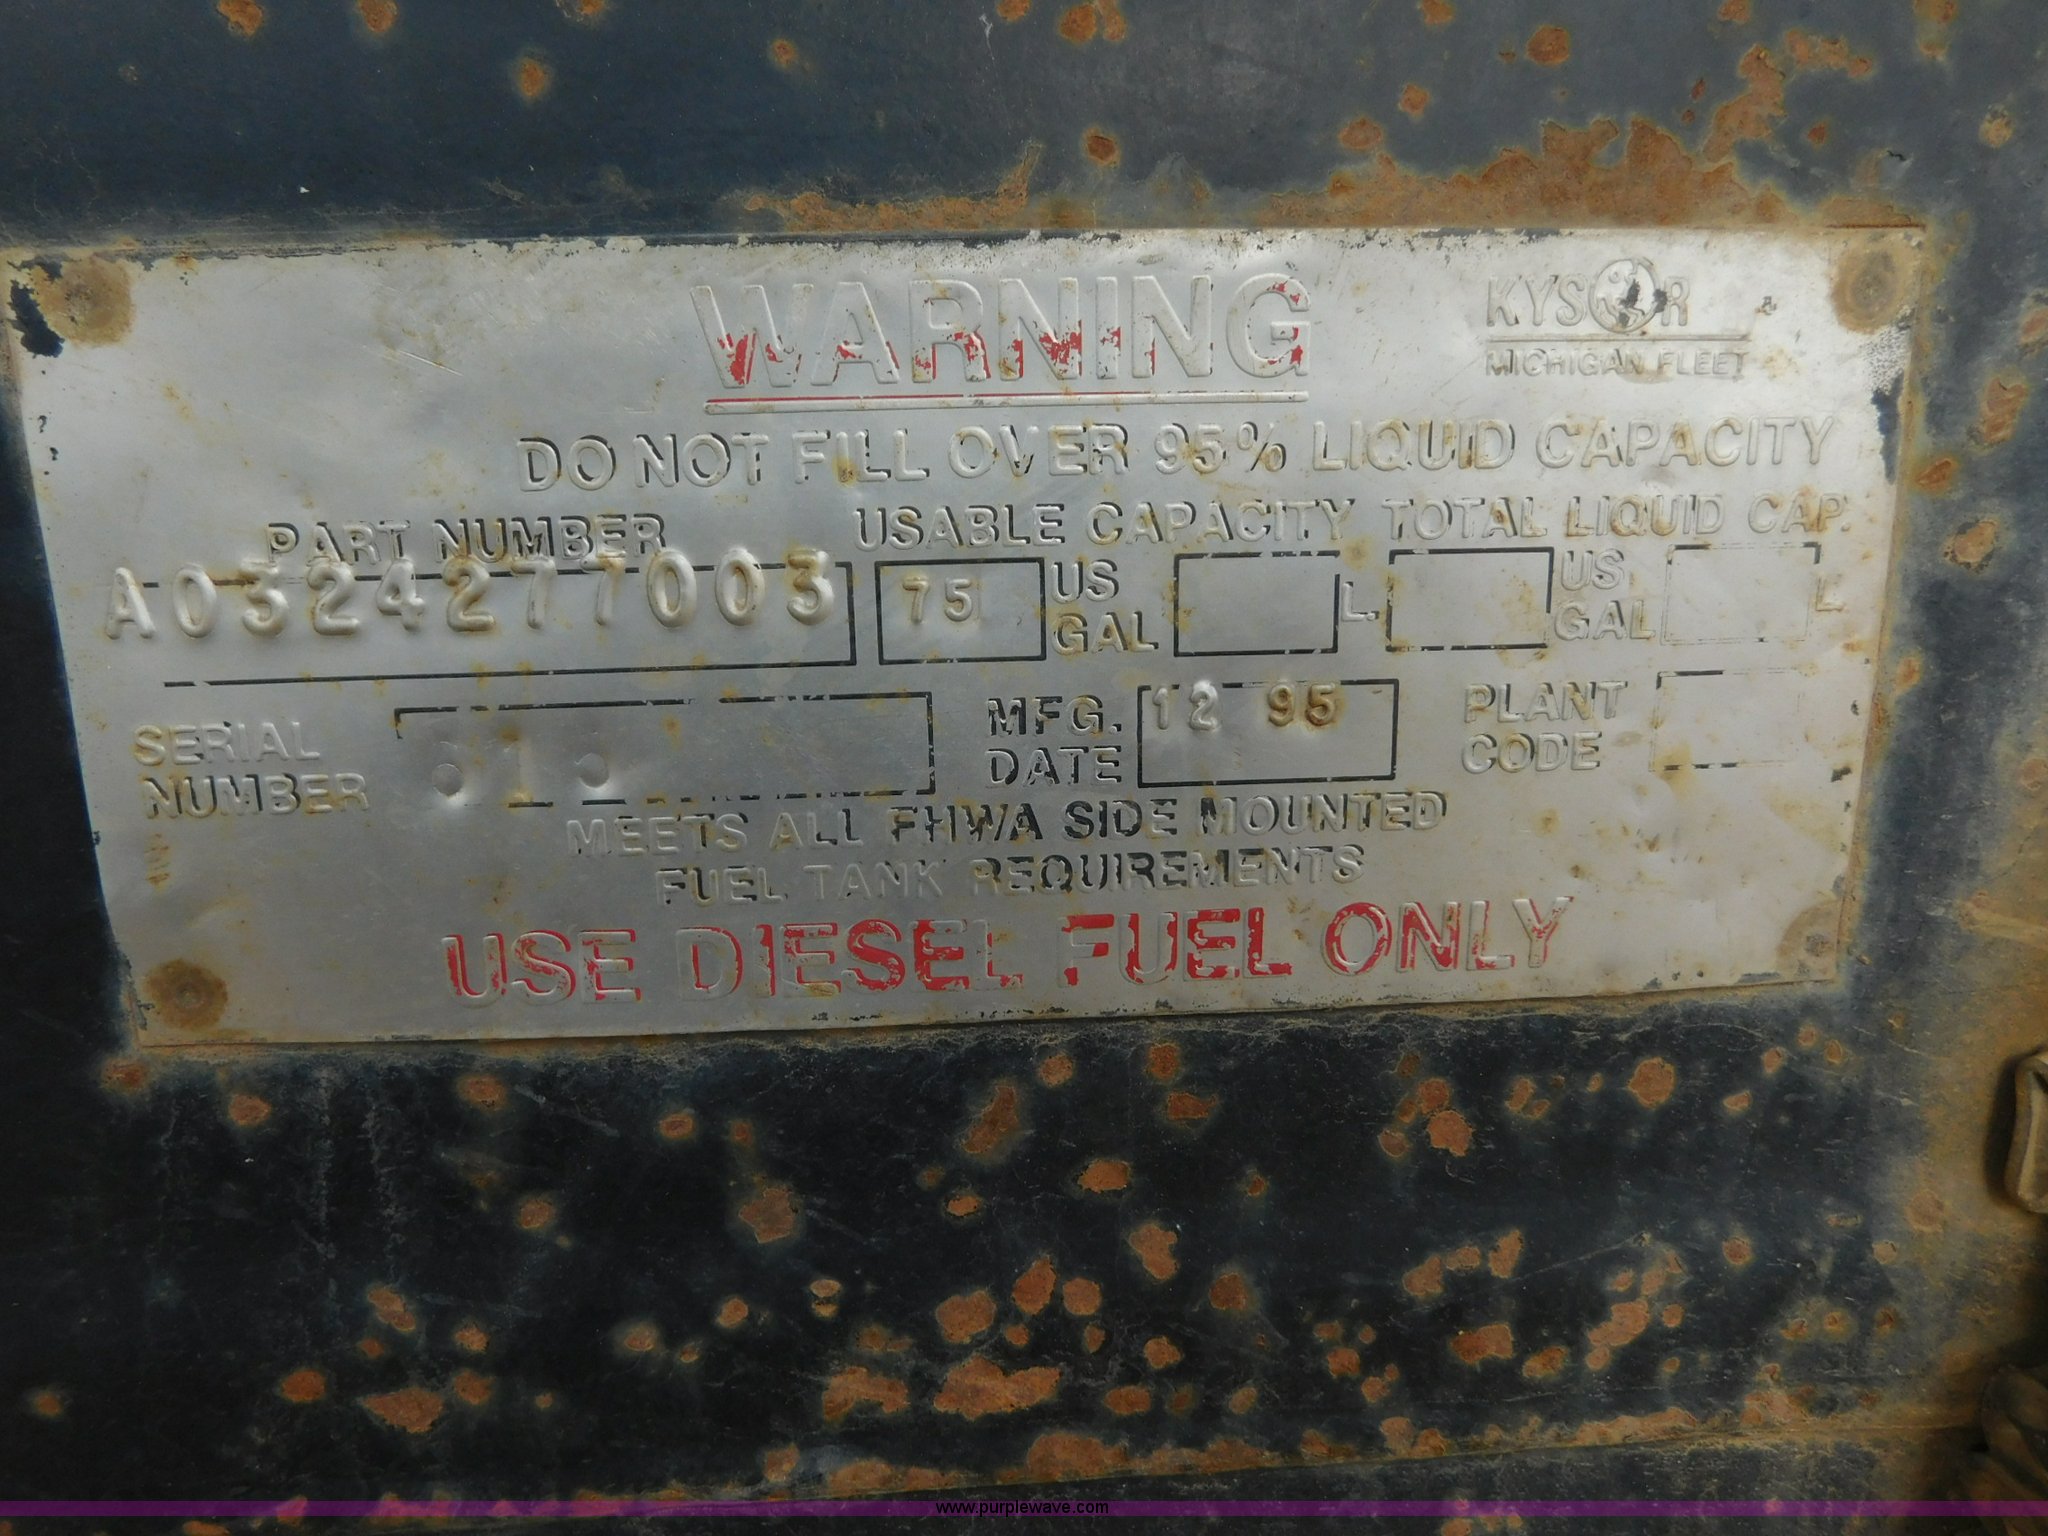 WARNING
KYSOR
MICHIGAN FLEET
DO NOT FILL OVER 95% LIQUID CAPACITY
PART NUMBER USABLE CAPACITY TOTAL LIQUID CAP.
A0324277003 75 US GAL L. US GAL L
SERIAL NUMBER MFG. DATE 12 95 PLANT CODE
MEETS ALL FHWA SIDE MOUNTED
FUEL TANK REQUIREMENTS
USE DIESEL FUEL ONLY
www.purplewave.com